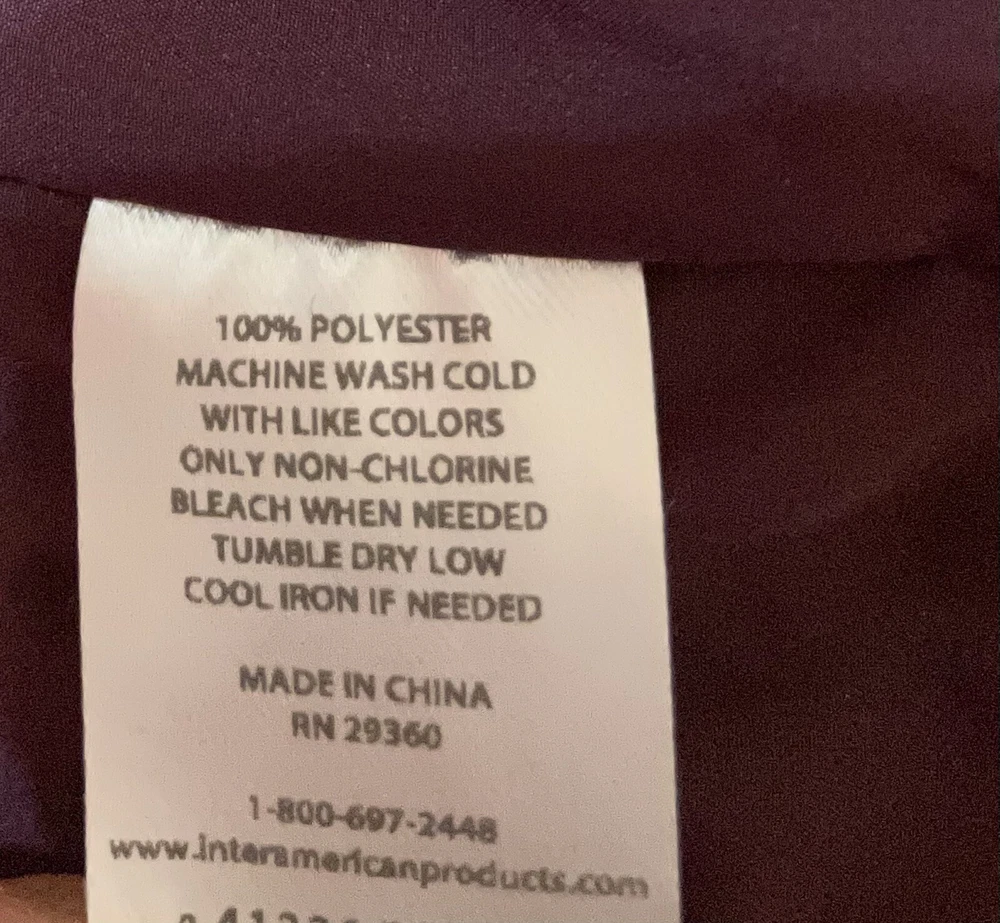 100% POLYESTER
MACHINE WASH COLD
WITH LIKE COLORS
ONLY NON-CHLORINE
BLEACH WHEN NEEDED
TUMBLE DRY LOW
COOL IRON IF NEEDED
MADE IN CHINA
RN 29360
1-800-697-2448
www.interamericanproducts.com